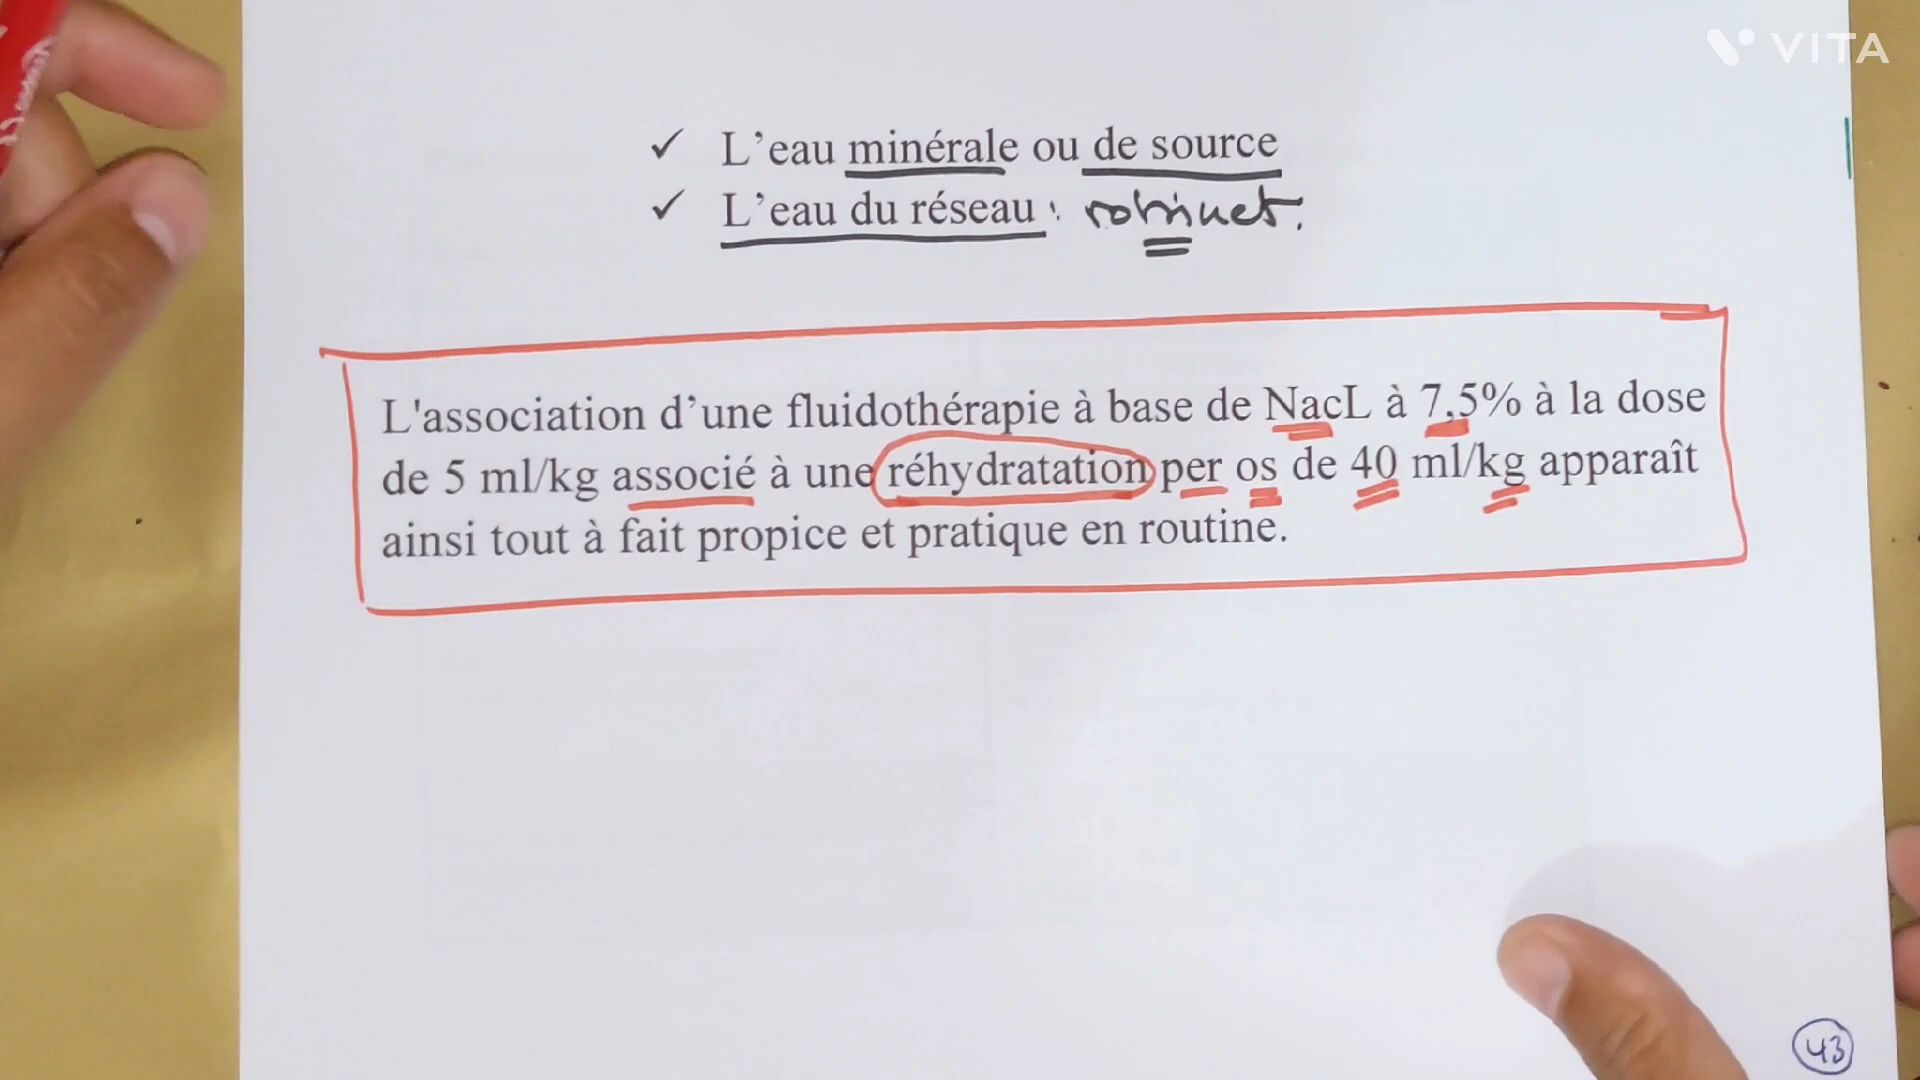 VITA
✓ L'eau minérale ou de source
✓ L'eau du réseau : robinet.
L'association d'une fluidothérapie à base de NacL à 7,5% à la dose
de 5 ml/kg associé à une réhydratation per os de 40 ml/kg apparaît
ainsi tout à fait propice et pratique en routine.
43